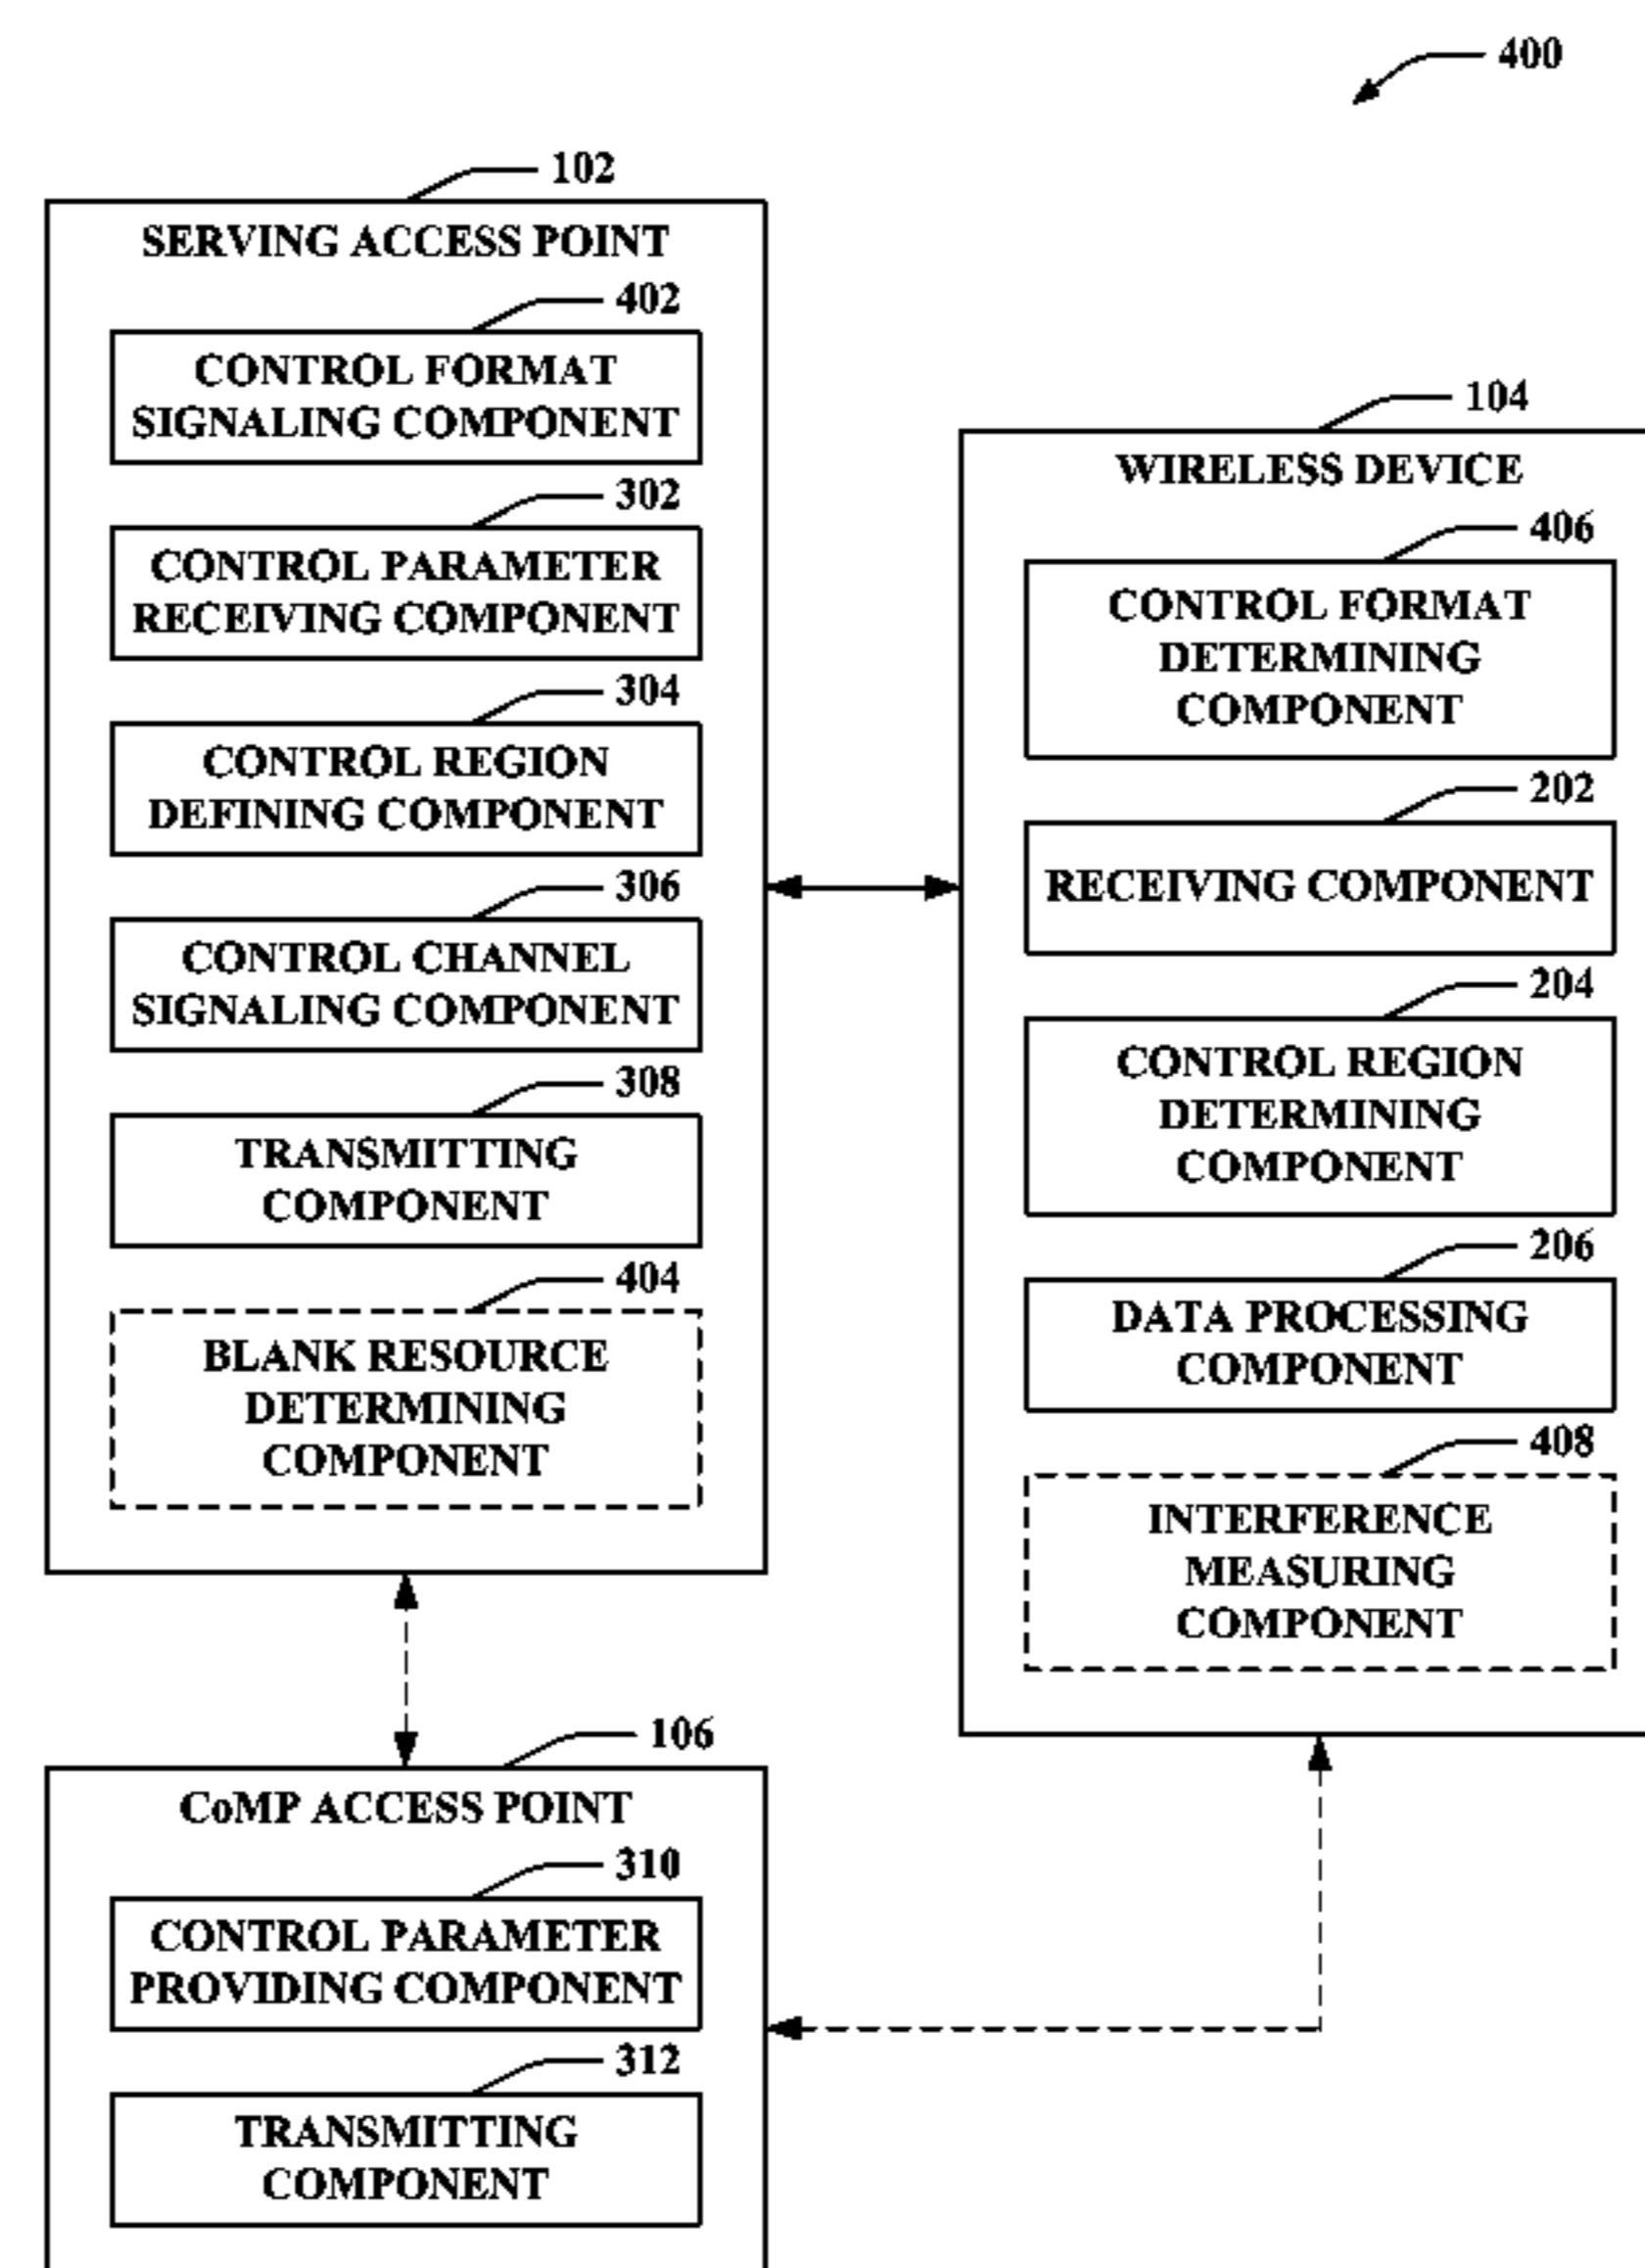 400
102
SERVING ACCESS POINT
402
CONTROL FORMAT
SIGNALING COMPONENT
302
CONTROL PARAMETER
RECEIVING COMPONENT
304
CONTROL REGION
DEFINING COMPONENT
306
CONTROL CHANNEL
SIGNALING COMPONENT
308
TRANSMITTING
COMPONENT
404
BLANK RESOURCE
DETERMINING
COMPONENT
104
WIRELESS DEVICE
406
CONTROL FORMAT
DETERMINING
COMPONENT
202
RECEIVING COMPONENT
204
CONTROL REGION
DETERMINING
COMPONENT
206
DATA PROCESSING
COMPONENT
408
INTERFERENCE
MEASURING
COMPONENT
106
CoMP ACCESS POINT
310
CONTROL PARAMETER
PROVIDING COMPONENT
312
TRANSMITTING
COMPONENT